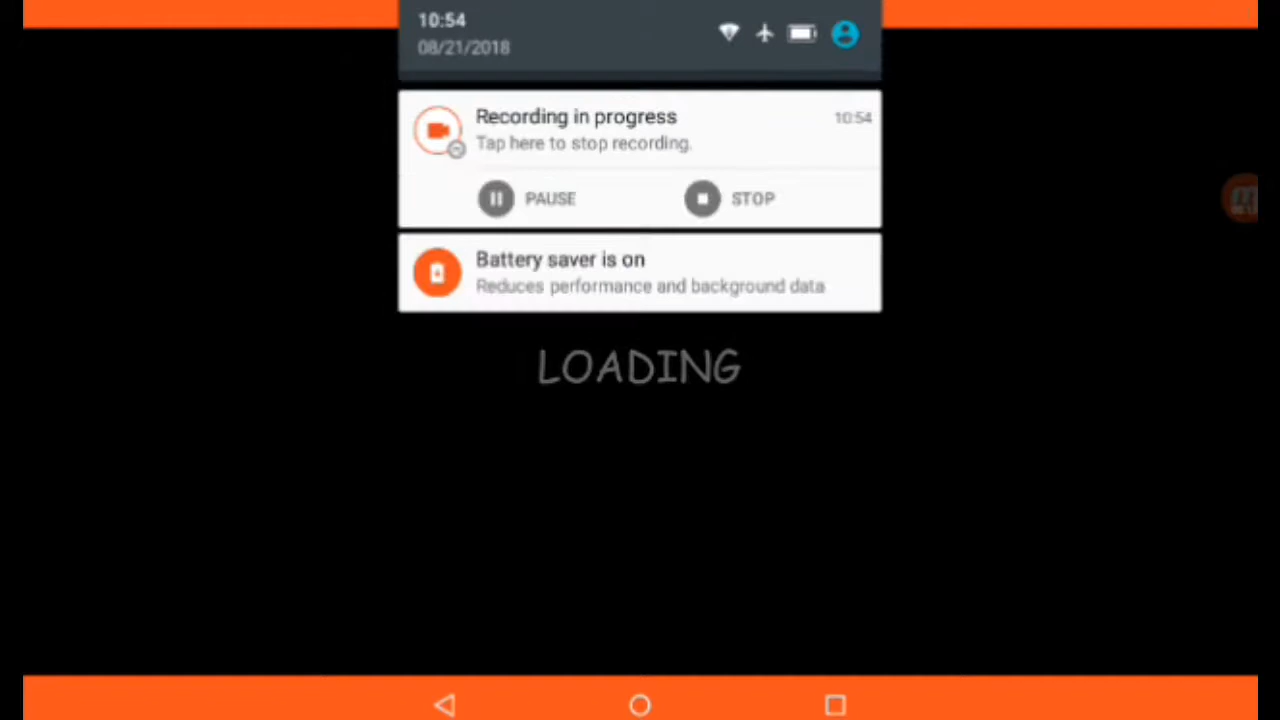 10:54
08/21/2018
Recording in progress
10:54
Tap here to stop recording.
PAUSE
STOP
Battery saver is on
Reduces performance and background data
LOADING